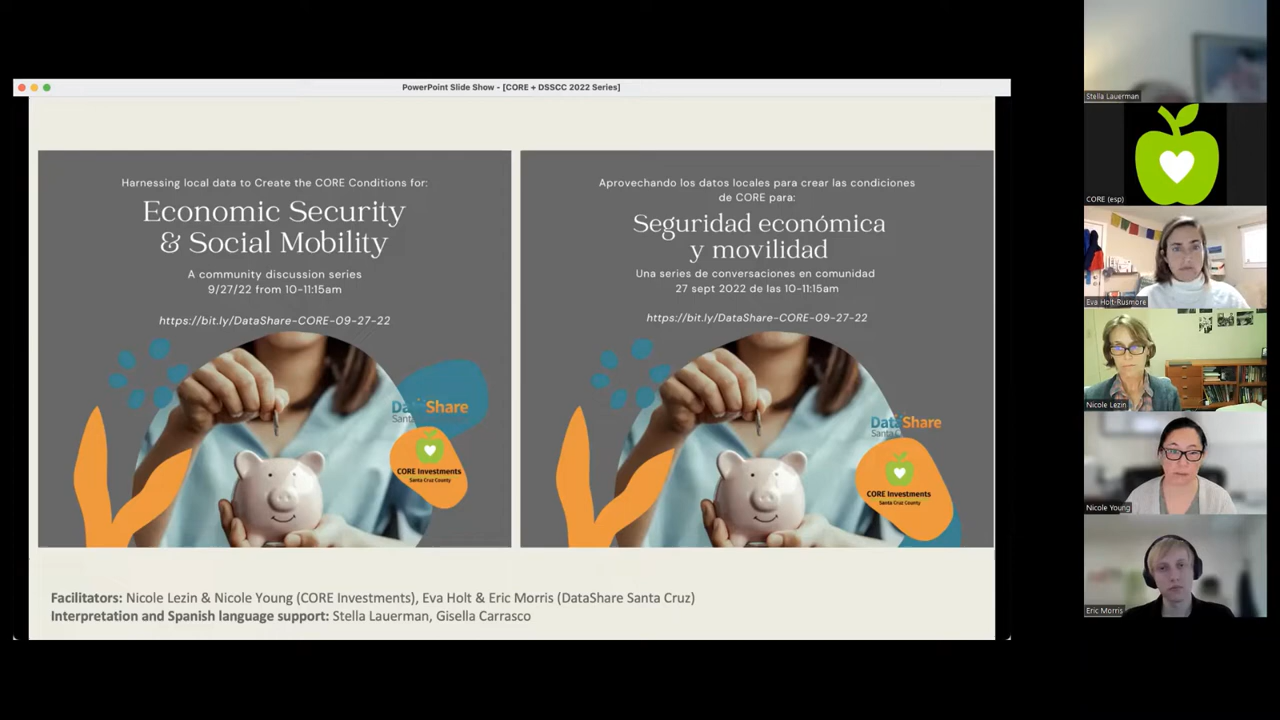 PowerPoint Slide Show - [CORE + DSSCC 2022 Series]
Harnessing local data to Create the CORE Conditions for:
Economic Security
& Social Mobility
A community discussion series
9/27/22 from 10-11:15am
https://bit.ly/DataShare-CORE-09-27-22
DataShare
Santa
CORE Investments
Santa Cruz County
Aprovechando los datos locales para crear las condiciones
de CORE para:
Seguridad económica
y movilidad
Una series de conversaciones en comunidad
27 sept 2022 de las 10-11:15am
https://bit.ly/DataShare-CORE-09-27-22
DataShare
Santa
CORE Investments
Santa Cruz County
Facilitators: Nicole Lezin & Nicole Young (CORE Investments), Eva Holt & Eric Morris (DataShare Santa Cruz)
Interpretation and Spanish language support: Stella Lauerman, Gisella Carrasco
Stella Lauerman
CORE (esp)
Eva Holt-Rusmore
Nicole Lezin
Nicole Young
Eric Morris